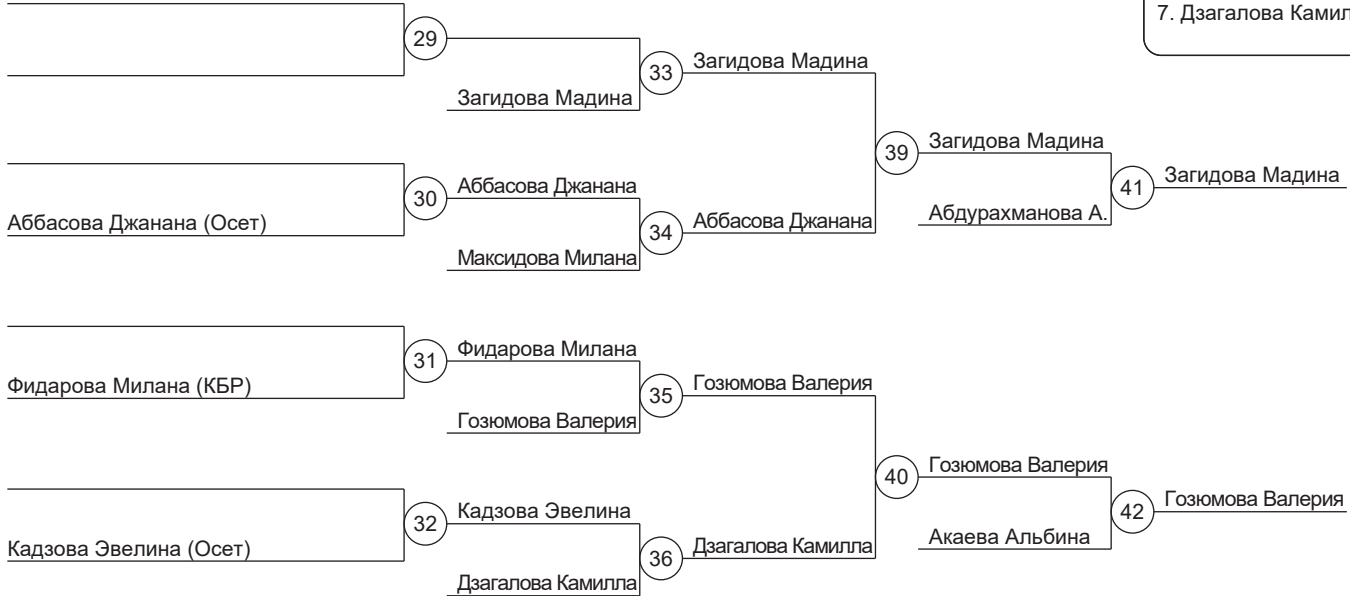 7. Дзагалова Камил
29
33
Загидова Мадина
Загидова Мадина
39
Загидова Мадина
30
Аббасова Джанана
41
Загидова Мадина
Аббасова Джанана (Осет)
34
Аббасова Джанана
Абдурахманова А.
Максидова Милана
31
Фидарова Милана
Фидарова Милана (КБР)
35
Гозюмова Валерия
Гозюмова Валерия
40
Гозюмова Валерия
32
Кадзова Эвелина
42
Гозюмова Валерия
Кадзова Эвелина (Осет)
36
Дзагалова Камилла
Акаева Альбина
Дзагалова Камилла